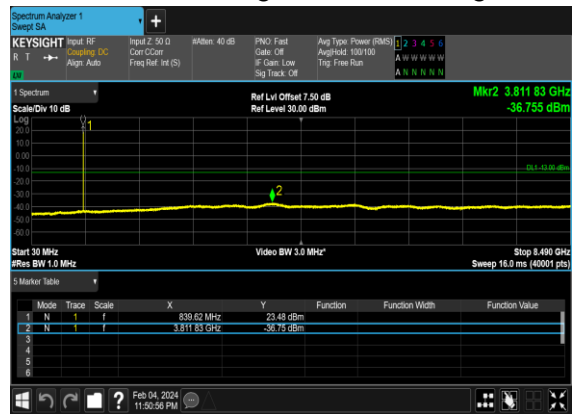 Spectrum Analyzer 1
Swept SA
+
KEYSIGHT Input: RF Input Z: 50 Ω #Atten: 40 dB PNO: Fast Avg Type: Power (RMS) 1 2 3 4 5 6
R T Coupling: DC Corr CCorr Gate: Off Avg|Hold: 100/100 A W W W W W
Align: Auto Freq Ref: Int (S) IF Gain: Low Trig: Free Run
Sig Track: Off A N N N N N
1 Spectrum Ref Lvl Offset 7.50 dB Mkr2 3.811 83 GHz
Scale/Div 10 dB Ref Level 30.00 dBm -36.755 dBm
Log
1
20.0
10.0
0.00
-10.0
DL1 -13.00 dBm
-20.0
-30.0
2
-40.0
-50.0
-60.0
Start 30 MHz Video BW 3.0 MHz* Stop 8.490 GHz
#Res BW 1.0 MHz Sweep 16.0 ms (40001 pts)
5 Marker Table
Mode Trace Scale X Y Function Function Width Function Value
1 N 1 f 839.62 MHz 23.48 dBm
2 N 1 f 3.811 83 GHz -36.75 dBm
3
4
5
6
? Feb 04, 2024
11:50:56 PM